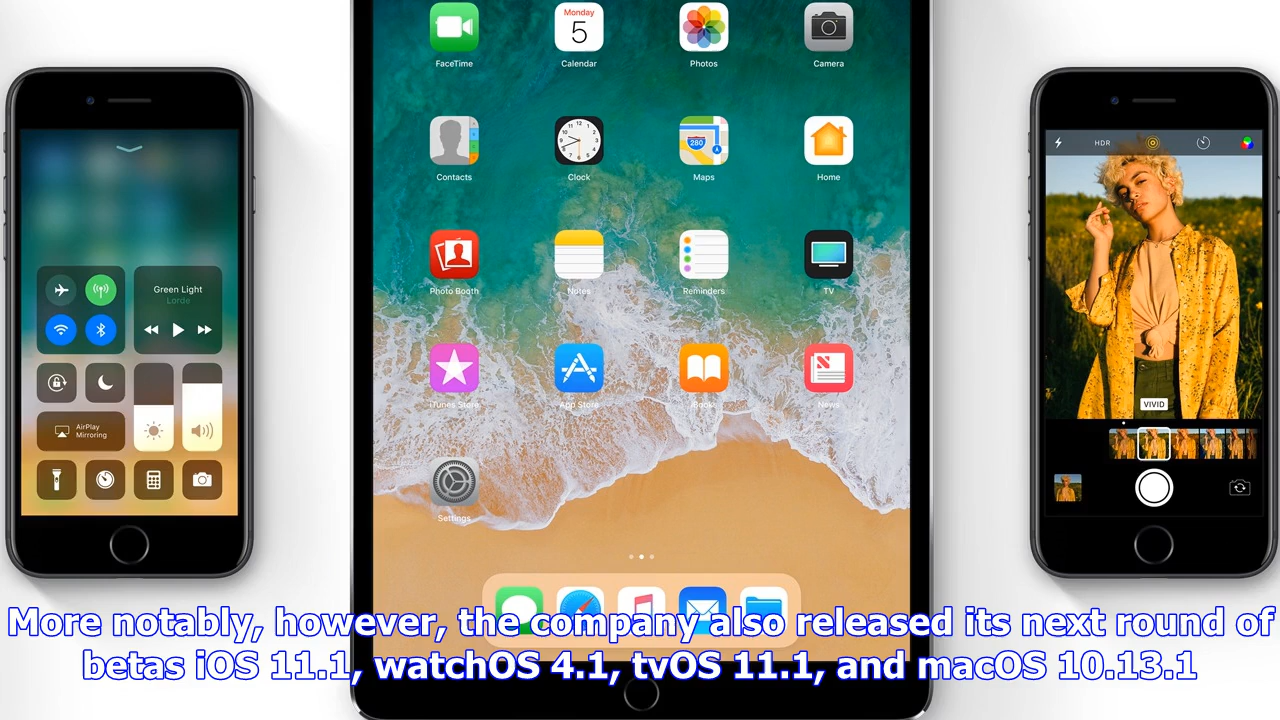 Monday
5
FaceTime
Calendar
Photos
Camera
280
Contacts
Clock
Maps
Home
Photo Booth
Notes
Reminders
TV
iTunes Store
App Store
iBooks
News
Settings
Green Light
Lorde
AirPlay
Mirroring
HDR
VIVID
More notably, however, the company also released its next round of
betas iOS 11.1, watchOS 4.1, tvOS 11.1, and macOS 10.13.1